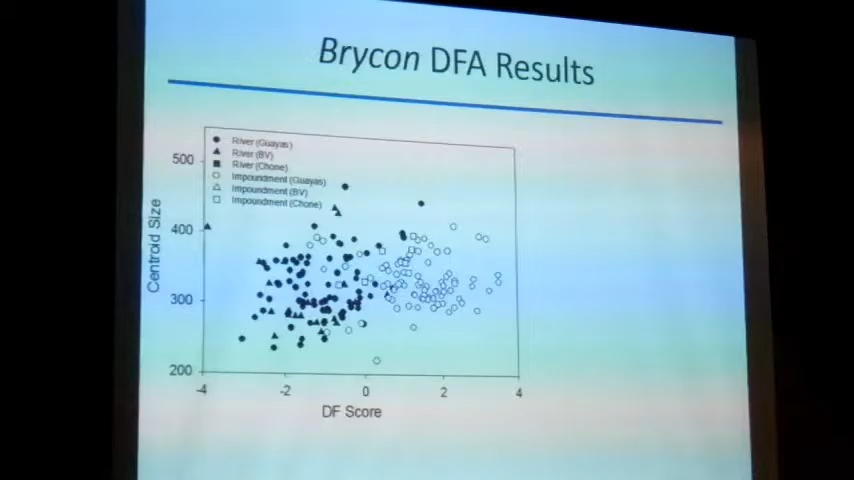 Brycon DFA Results
River (Guayas)
River (BV)
River (Chone)
Impoundment (Guayas)
Impoundment (BV)
Impoundment (Chone)
500
400
300
200
Centroid Size
-4 -2 0 2 4
DF Score